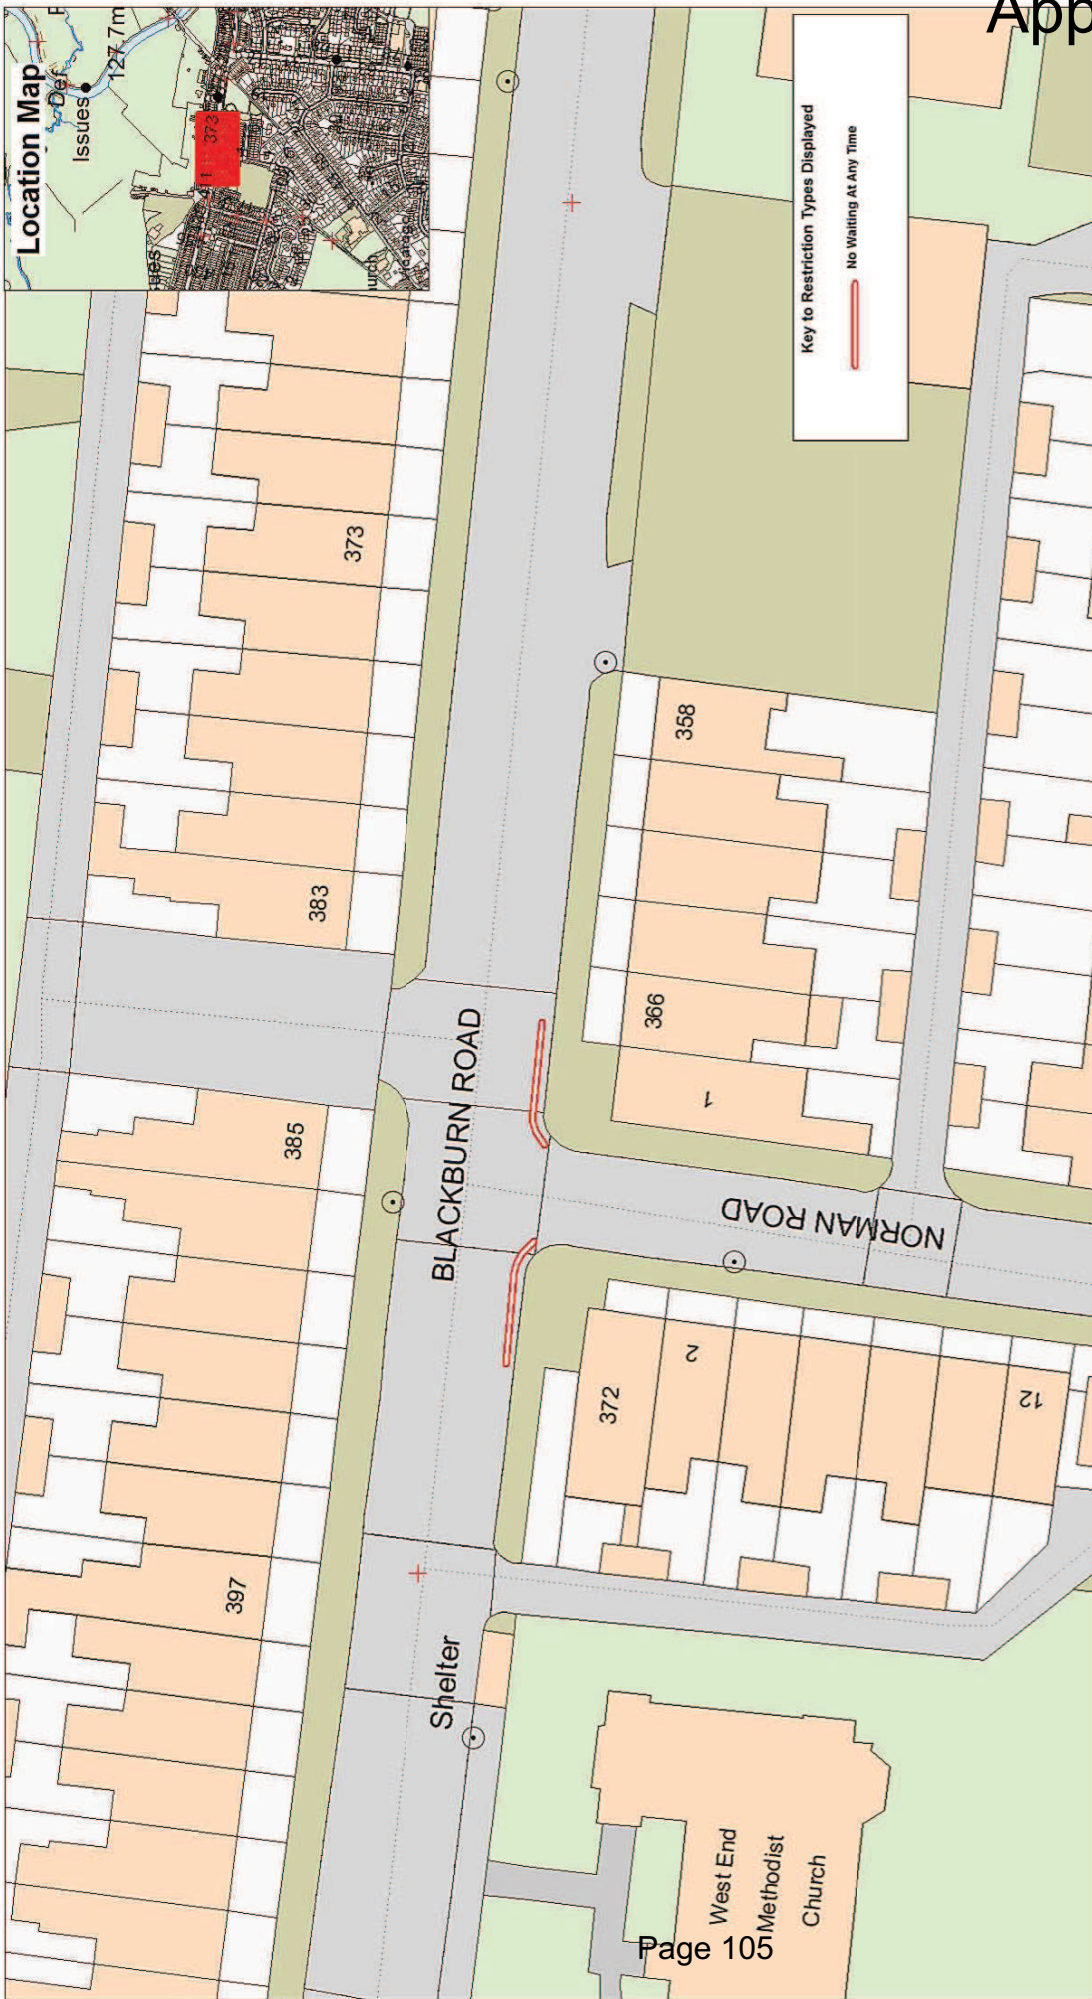 App
Location Map
Def
Issues
127.7m
373
Key to Restriction Types Displayed
No Waiting At Any Time
373
383
385
397
BLACKBURN ROAD
358
366
1
NORMAN ROAD
372
2
12
Shelter
West End
Methodist
Church
Page 105